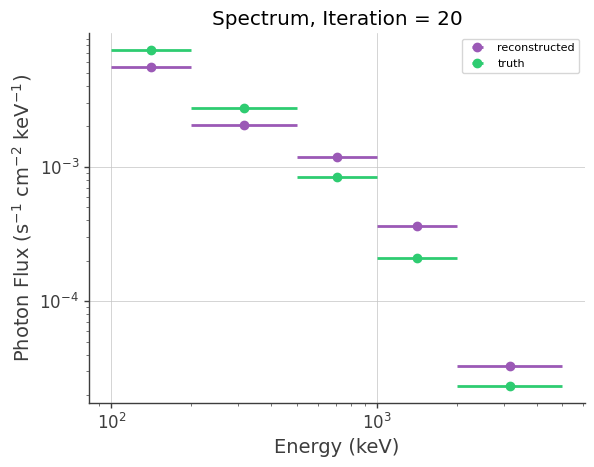 Spectrum, Iteration = 20
reconstructed
truth
Photon Flux (s⁻¹ cm⁻² keV⁻¹)
10⁻³
10⁻⁴
10² 10³
Energy (keV)